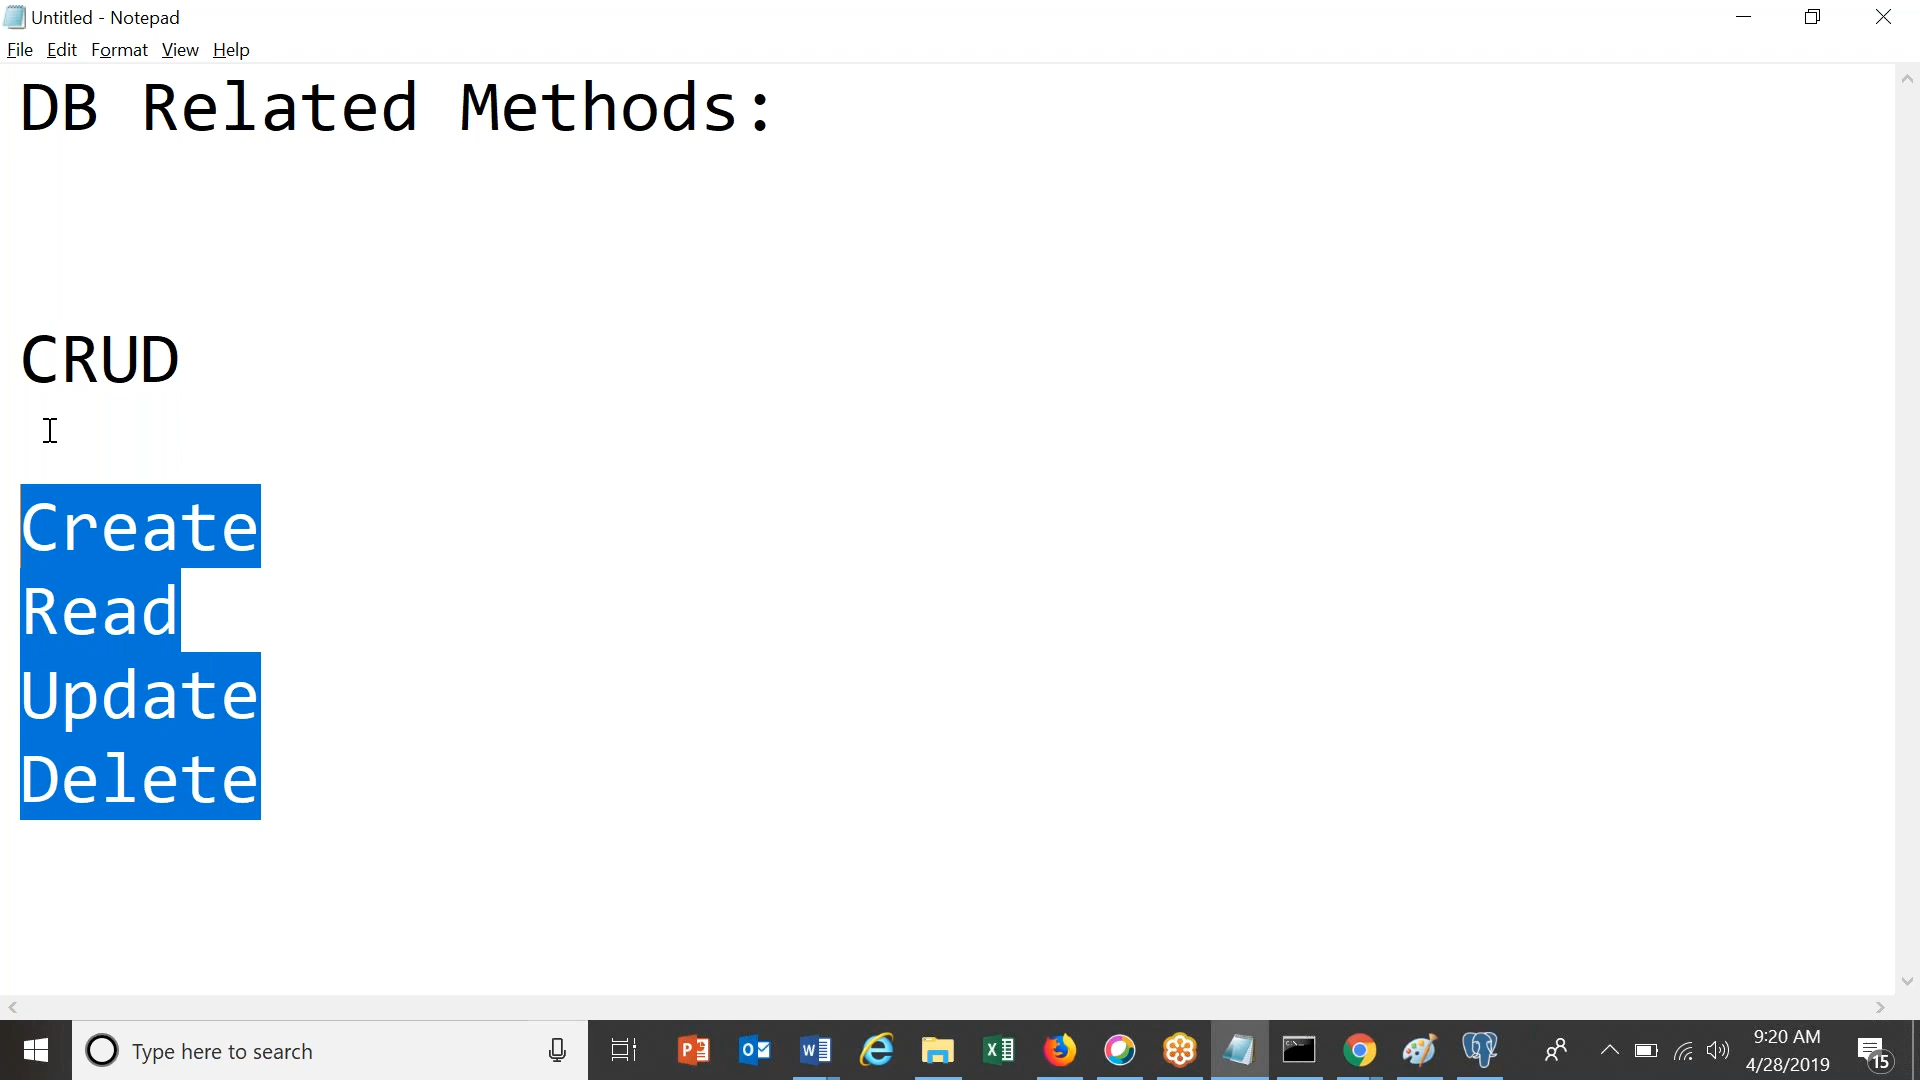 Untitled - Notepad
File Edit Format View Help
DB Related Methods:
CRUD
Create
Read
Update
Delete
Type here to search
9:20 AM
4/28/2019
15